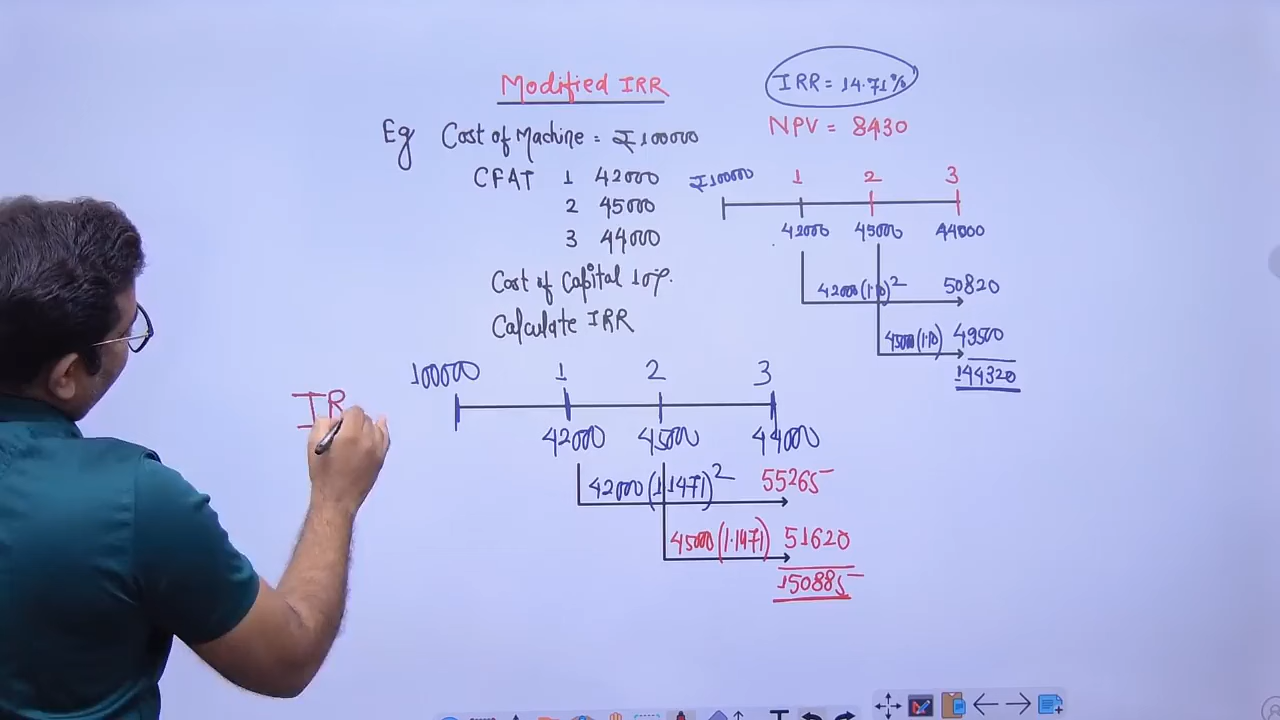 Modified IRR
IRR = 14.71%
NPV = 8430
Eg Cost of Machine = ₹100000
CFAT 1 42000
2 45000
3 44000
Cost of Capital 10%.
Calculate IRR
₹100000 1 2 3
42000 45000 44000
42000(1.10)2 50820
45000(1.10) 49500
144320
100000 1 2 3
42000 45000 44000
42000(1.1471)2 55265
45000(1.1471) 51620
150885
IR